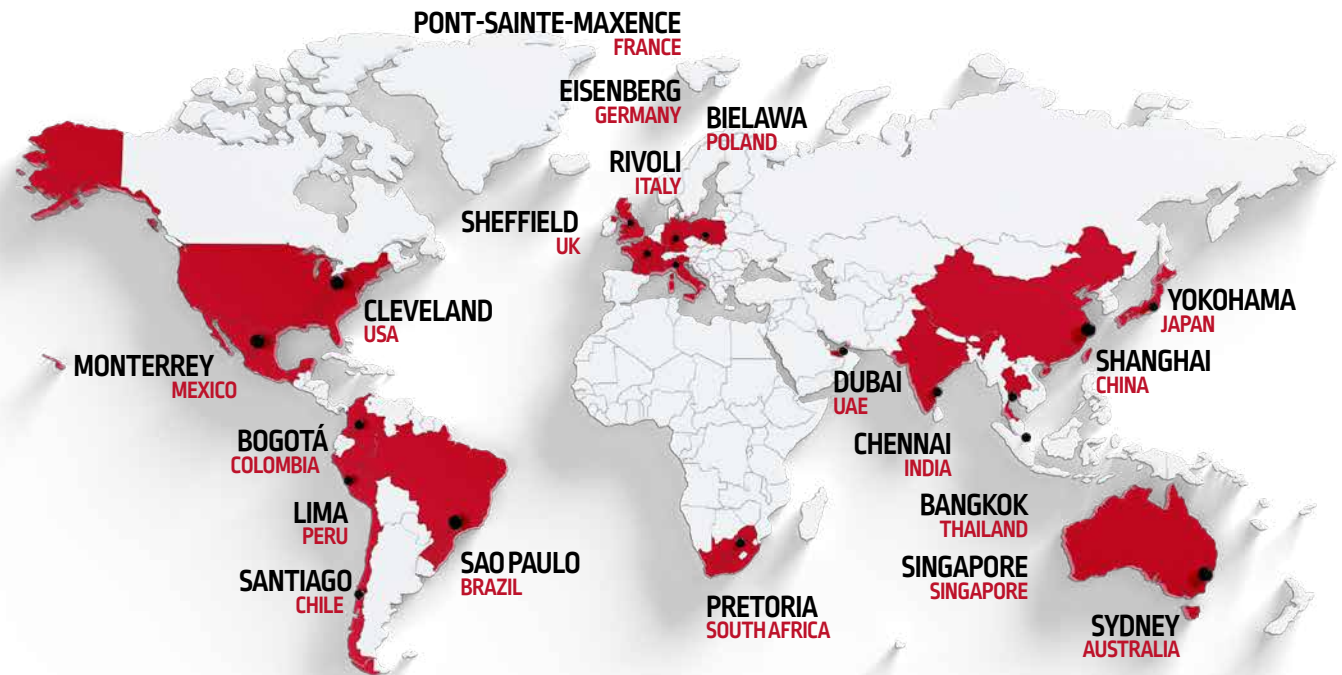 PONT-SAINTE-MAXENCE
FRANCE
EISENBERG
GERMANY
BIELAWA
POLAND
RIVOLI
ITALY
SHEFFIELD
UK
CLEVELAND
USA
MONTERREY
MEXICO
YOKOHAMA
JAPAN
SHANGHAI
CHINA
DUBAI
UAE
CHENNAI
INDIA
BOGOTÁ
COLOMBIA
LIMA
PERU
SANTIAGO
CHILE
SAO PAULO
BRAZIL
BANGKOK
THAILAND
SINGAPORE
SINGAPORE
PRETORIA
SOUTH AFRICA
SYDNEY
AUSTRALIA